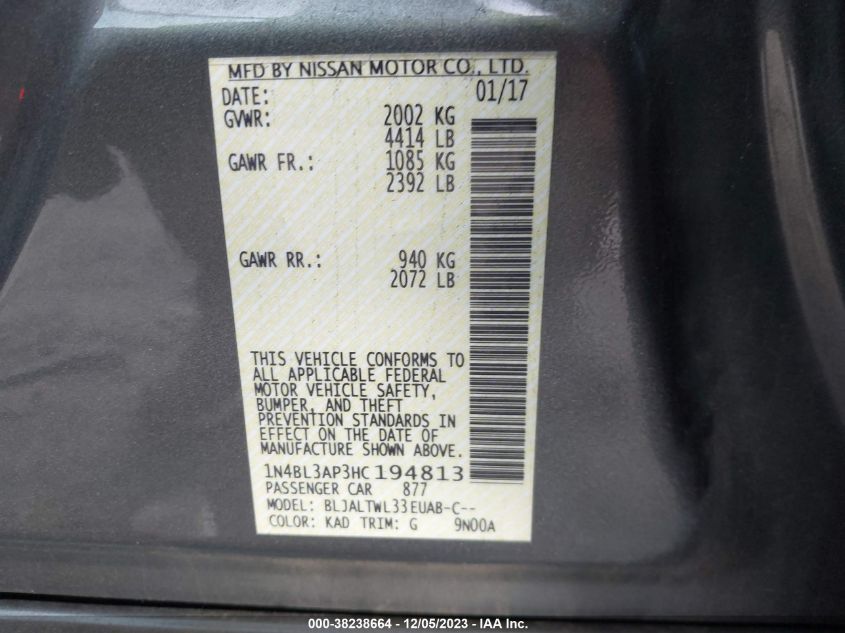 MFD BY NISSAN MOTOR CO., LTD.
DATE: 01/17
GVWR: 2002 KG
4414 LB
GAWR FR.: 1085 KG
2392 LB
GAWR RR.: 940 KG
2072 LB
THIS VEHICLE CONFORMS TO
ALL APPLICABLE FEDERAL
MOTOR VEHICLE SAFETY,
BUMPER, AND THEFT
PREVENTION STANDARDS IN
EFFECT ON THE DATE OF
MANUFACTURE SHOWN ABOVE.
1N4BL3AP3HC194813
PASSENGER CAR 877
MODEL: BLJALTWL33EUAB-C--
COLOR: KAD TRIM: G 9N00A
000-38238664 - 12/05/2023 - IAA Inc.